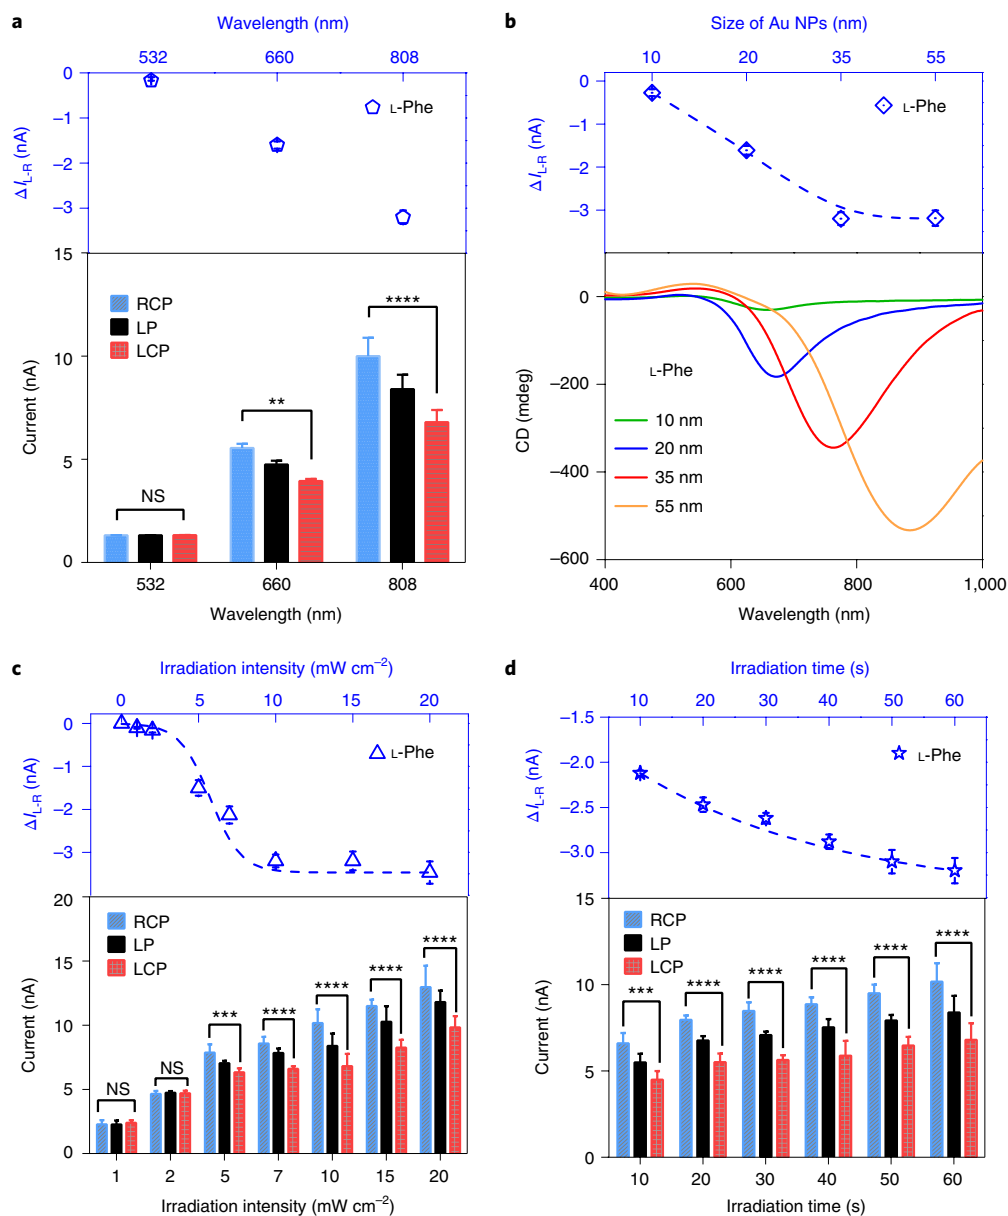 a
Wavelength (nm)
532 660 808
0
−1
−2
−3
ΔI_L-R (nA)
L-Phe
15
10
5
0
Current (nA)
RCP
LP
LCP
NS
**
****
532 660 808
Wavelength (nm)
b
Size of Au NPs (nm)
10 20 35 55
0
−1
−2
−3
ΔI_L-R (nA)
L-Phe
0
−200
−400
−600
CD (mdeg)
L-Phe
10 nm
20 nm
35 nm
55 nm
400 600 800 1,000
Wavelength (nm)
c
Irradiation intensity (mW cm⁻²)
0 5 10 15 20
0
−1
−2
−3
ΔI_L-R (nA)
L-Phe
20
15
10
5
0
Current (nA)
RCP
LP
LCP
NS
NS
***
****
****
****
****
1 2 5 7 10 15 20
Irradiation intensity (mW cm⁻²)
d
Irradiation time (s)
10 20 30 40 50 60
−1.5
−2.0
−2.5
−3.0
ΔI_L-R (nA)
L-Phe
15
10
5
0
Current (nA)
RCP
LP
LCP
***
****
****
****
****
****
10 20 30 40 50 60
Irradiation time (s)